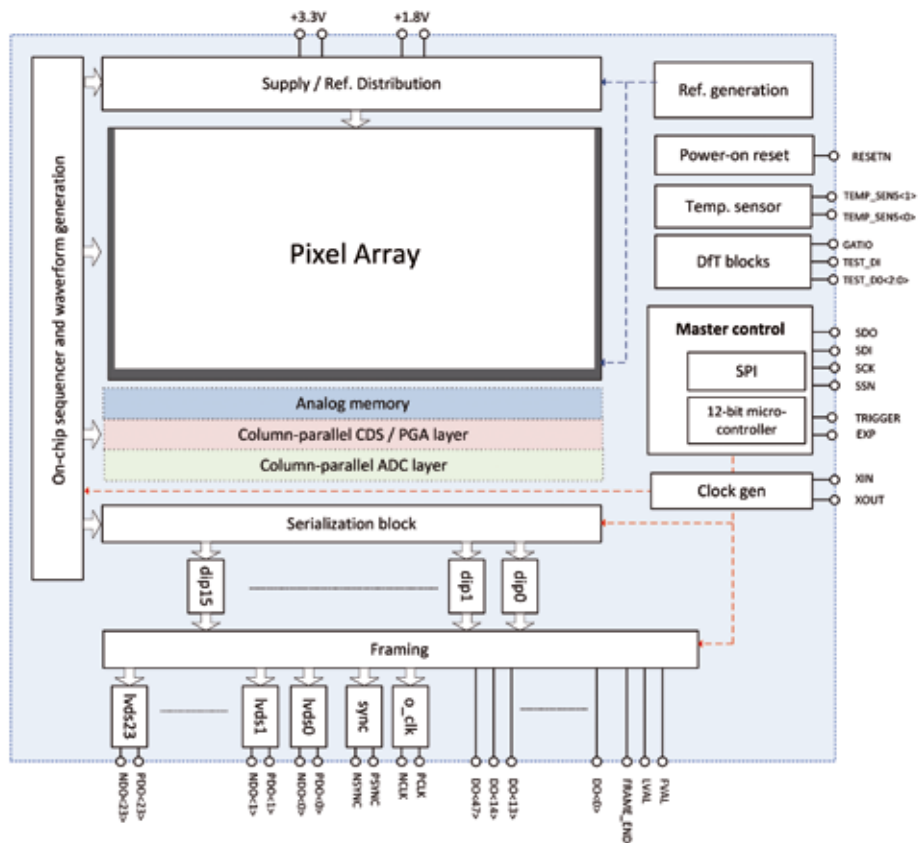 +3.3V
+1.8V
Supply / Ref. Distribution
Ref. generation
Power-on reset
RESETN
Temp. sensor
TEMP_SENS<1>
TEMP_SENS<0>
DfT blocks
GATIO
TEST_DI
TEST_DO<2:0>
On-chip sequencer and waveform generation
Pixel Array
Master control
SPI
12-bit micro-
controller
SDO
SDI
SCK
SSN
TRIGGER
EXP
Analog memory
Column-parallel CDS / PGA layer
Column-parallel ADC layer
Clock gen
XIN
XOUT
Serialization block
dip15
dip1
dip0
Framing
lvds23
lvds1
lvds0
sync
o_clk
NDO<23>
PDO<23>
NDO<1>
PDO<1>
NDO<0>
PDO<0>
NSYNC
PSYNC
NCLK
PCLK
DO<47>
DO<14>
DO<13>
DO<0>
FRAME_END
LVAL
FVAL